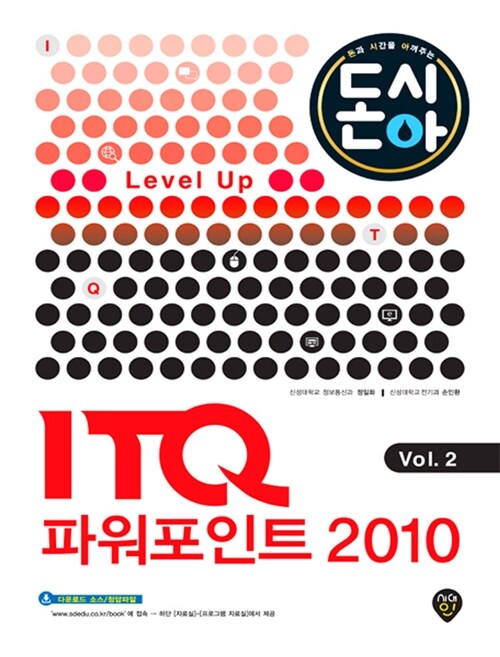 I
돈과 시간을 아껴주는
돈시
돈아
Level Up
T
Q
신성대학교 정보통신과 정일화 신성대학교 전기과 손민환
ITQ
Vol. 2
파워포인트 2010
다운로드 소스/정답파일
'www.sdedu.co.kr/book'에 접속 → 하단 [자료실]-[프로그램 자료실]에서 제공
시대
인